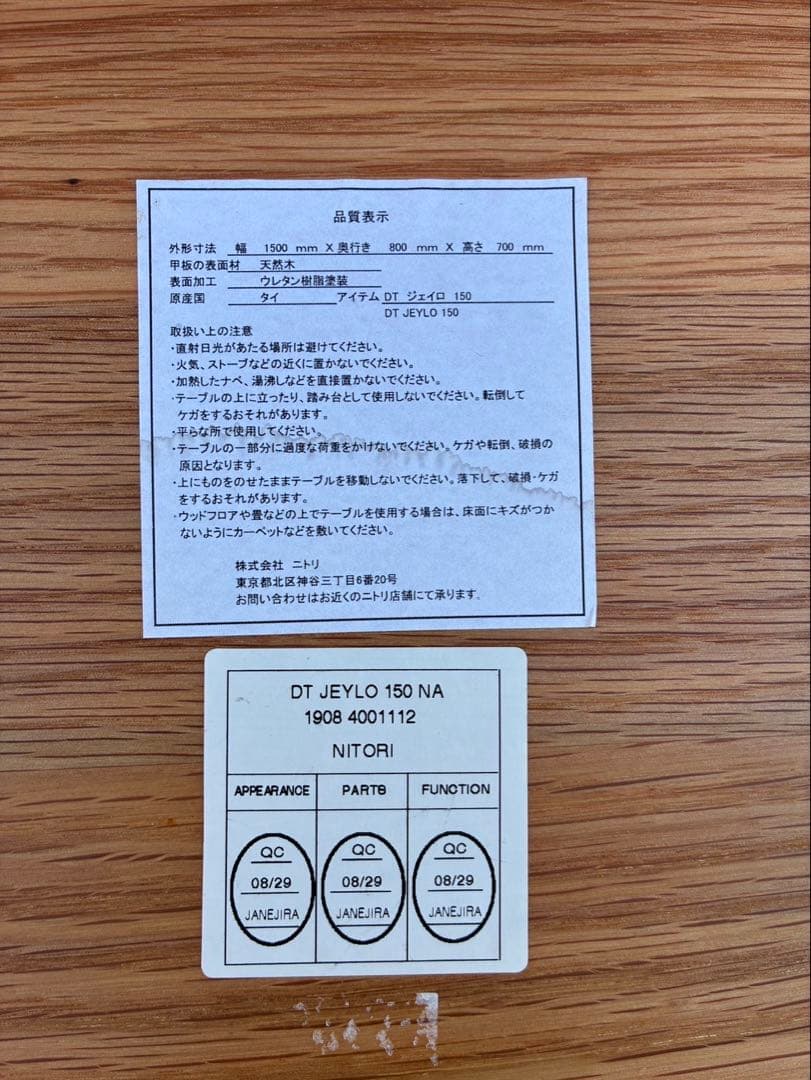 品質表示
外形寸法 幅 1500 mm X 奥行き 800 mm X 高さ 700 mm
甲板の表面材 天然木
表面加工 ウレタン樹脂塗装
原産国 タイ アイテム DT ジェイロ 150
DT JEYLO 150
取扱い上の注意
・直射日光があたる場所は避けてください。
・火気、ストーブなどの近くに置かないでください。
・加熱したナベ、湯沸しなどを直接置かないでください。
・テーブルの上に立ったり、踏み台として使用しないでください。転倒して
ケガをするおそれがあります。
・平らな所で使用してください。
・テーブルの一部分に過度な荷重をかけないでください。ケガや転倒、破損の
原因となります。
・上にものをのせたままテーブルを移動しないでください。落下して、破損・ケガ
をするおそれがあります。
・ウッドフロアや畳などの上でテーブルを使用する場合は、床面にキズがつか
ないようにカーペットなどを敷いてください。
株式会社 ニトリ
東京都北区神谷三丁目6番20号
お問い合わせはお近くのニトリ店舗にて承ります。
DT JEYLO 150 NA
1908 4001112
NITORI
APPEARANCE PARTS FUNCTION
QC QC QC
08/29 08/29 08/29
JANEJIRA JANEJIRA JANEJIRA